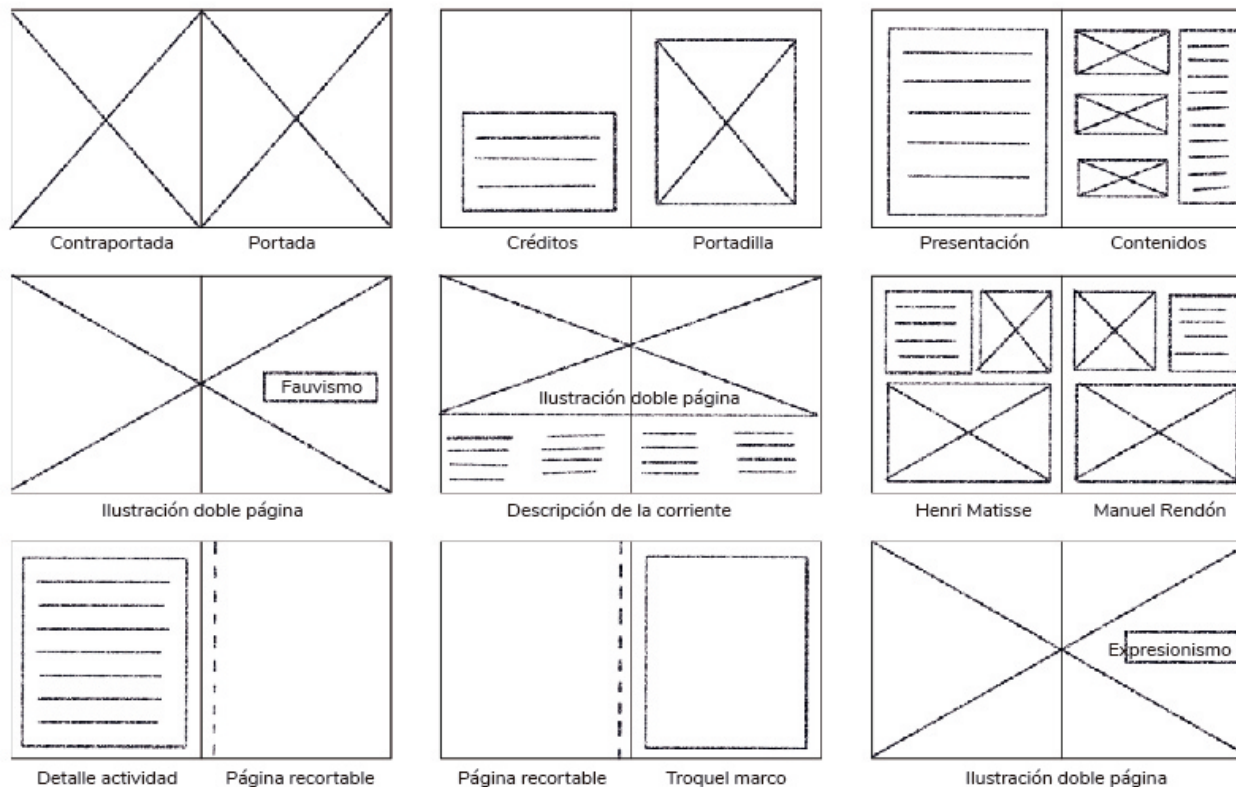 Contraportada Portada
Créditos Portadilla
Presentación Contenidos
Fauvismo
Ilustración doble página
Ilustración doble página
Descripción de la corriente
Henri Matisse Manuel Rendón
Detalle actividad Página recortable
Página recortable Troquel marco
Expresionismo
Ilustración doble página